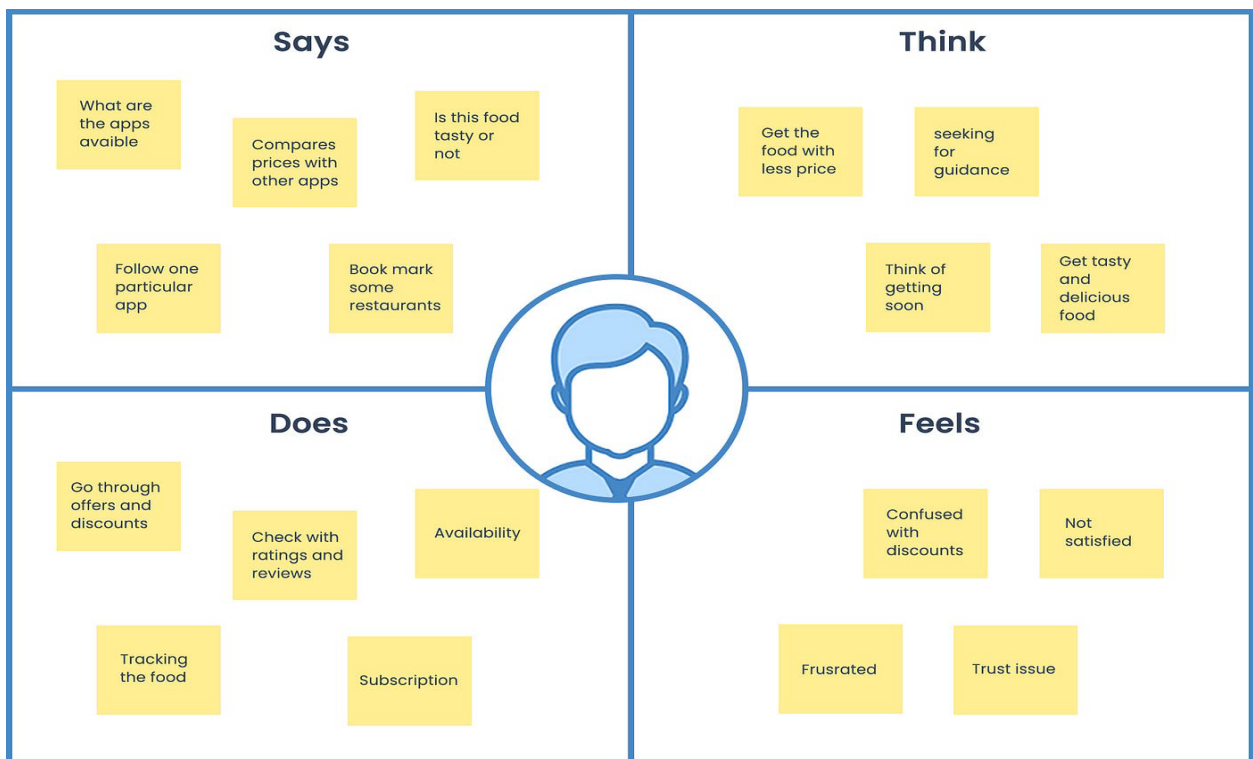 Says
What are
the apps
avaible
Compares
prices with
other apps
Is this food
tasty or
not
Follow one
particular
app
Book mark
some
restaurants
Think
Get the
food with
less price
seeking
for
guidance
Think of
getting
soon
Get tasty
and
delicious
food
Does
Go through
offers and
discounts
Check with
ratings and
reviews
Availability
Tracking
the food
Subscription
Feels
Confused
with
discounts
Not
satisfied
Frusrated
Trust issue